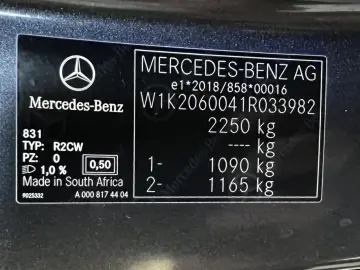 Mercedes-Benz
831
TYP: R2CW
PZ: 0
1,0 % 0,50
Made in South Africa
9025332 A 000 817 44 04
MERCEDES-BENZ AG
e1*2018/858*00016
W1K2060041R033982
2250 kg
---- kg
1- 1090 kg
2- 1165 kg